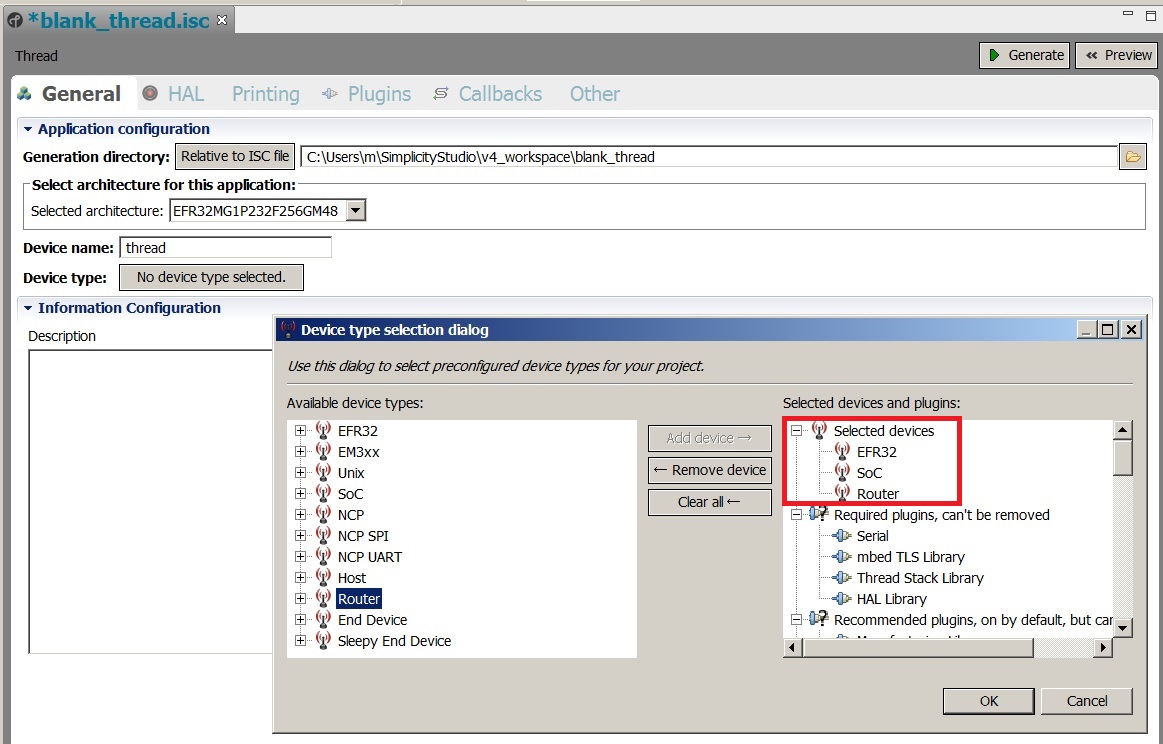 *blank_thread.isc
Thread
Generate
Preview
General HAL Printing Plugins Callbacks Other
Application configuration
Generation directory: Relative to ISC file C:\Users\m\SimplicityStudio\v4_workspace\blank_thread
Select architecture for this application:
Selected architecture: EFR32MG1P232F256GM48
Device name: thread
Device type: No device type selected.
Information Configuration
Description
Device type selection dialog
Use this dialog to select preconfigured device types for your project.
Available device types:
EFR32
EM3xx
Unix
SoC
NCP
NCP SPI
NCP UART
Host
Router
End Device
Sleepy End Device
Add device →
← Remove device
Clear all ←
Selected devices and plugins:
Selected devices
EFR32
SoC
Router
Required plugins, can't be removed
Serial
mbed TLS Library
Thread Stack Library
HAL Library
Recommended plugins, on by default, but car
OK
Cancel